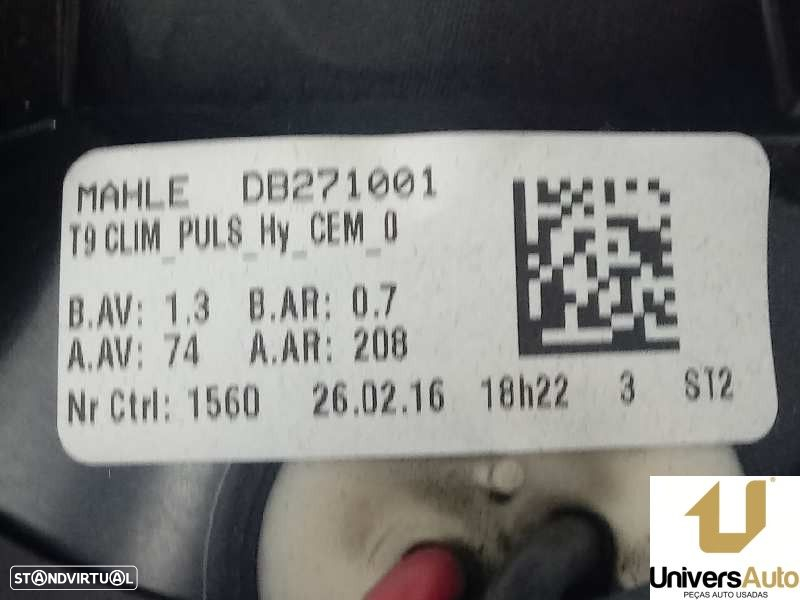 MAHLE DB271001
T9 CLIM_PULS_Hy_CEM_0
B.AV: 1.3 B.AR: 0.7
A.AV: 74 A.AR: 208
Nr Ctrl: 1560 26.02.16 18h22 3 ST2
STANDVIRTUAL
UniversAuto
PEÇAS AUTO USADAS